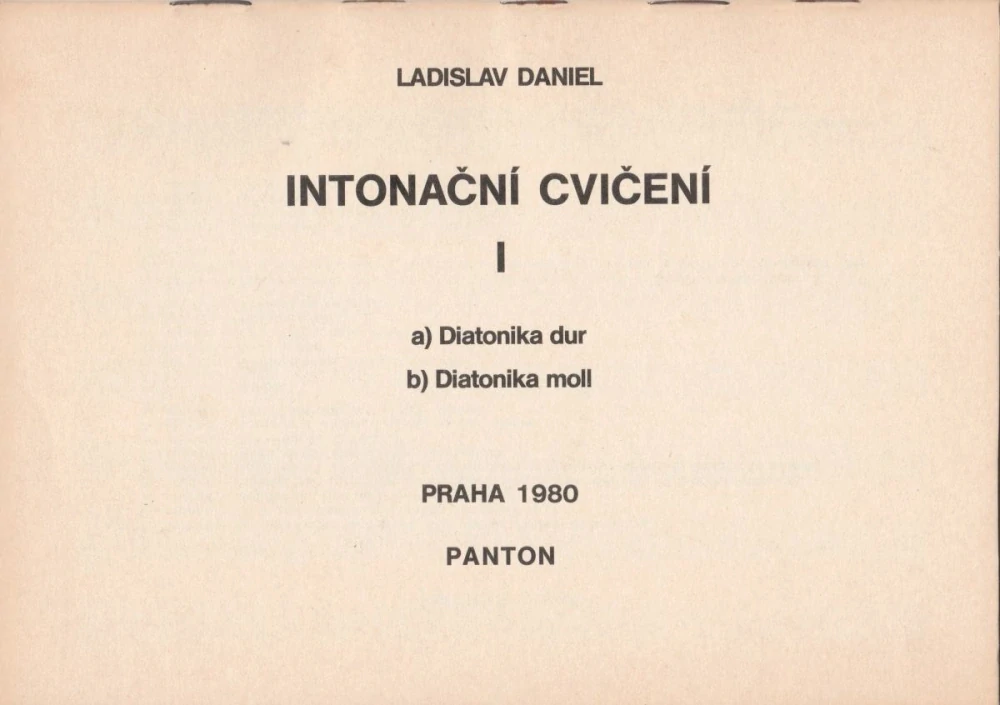 LADISLAV DANIEL
INTONAČNÍ CVIČENÍ
I
a) Diatonika dur
b) Diatonika moll
PRAHA 1980
PANTON